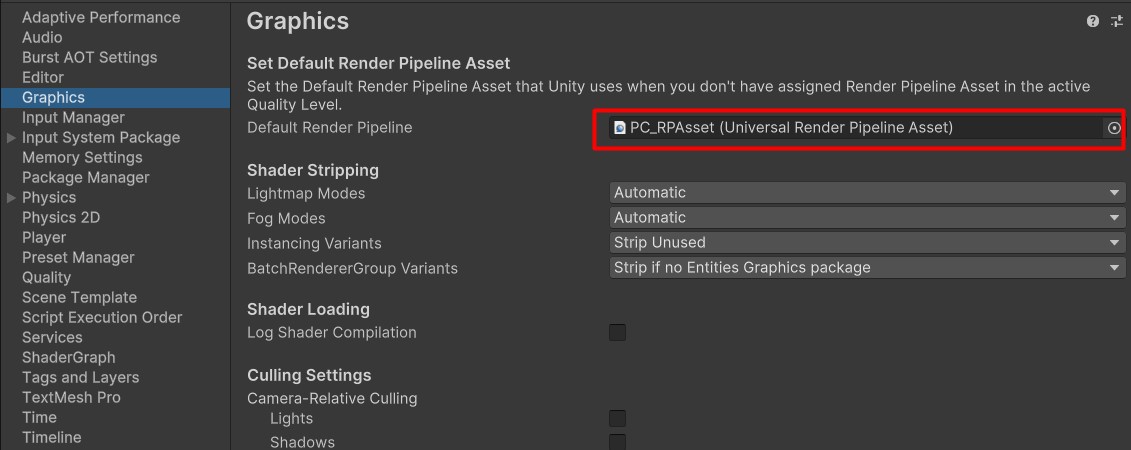 Adaptive Performance
Audio
Burst AOT Settings
Editor
Graphics
Input Manager
Input System Package
Memory Settings
Package Manager
Physics
Physics 2D
Player
Preset Manager
Quality
Scene Template
Script Execution Order
Services
ShaderGraph
Tags and Layers
TextMesh Pro
Time
Timeline
Graphics
Set Default Render Pipeline Asset
Set the Default Render Pipeline Asset that Unity uses when you don't have assigned Render Pipeline Asset in the active
Quality Level.
Default Render Pipeline PC_RPAsset (Universal Render Pipeline Asset)
Shader Stripping
Lightmap Modes Automatic
Fog Modes Automatic
Instancing Variants Strip Unused
BatchRendererGroup Variants Strip if no Entities Graphics package
Shader Loading
Log Shader Compilation
Culling Settings
Camera-Relative Culling
Lights
Shadows